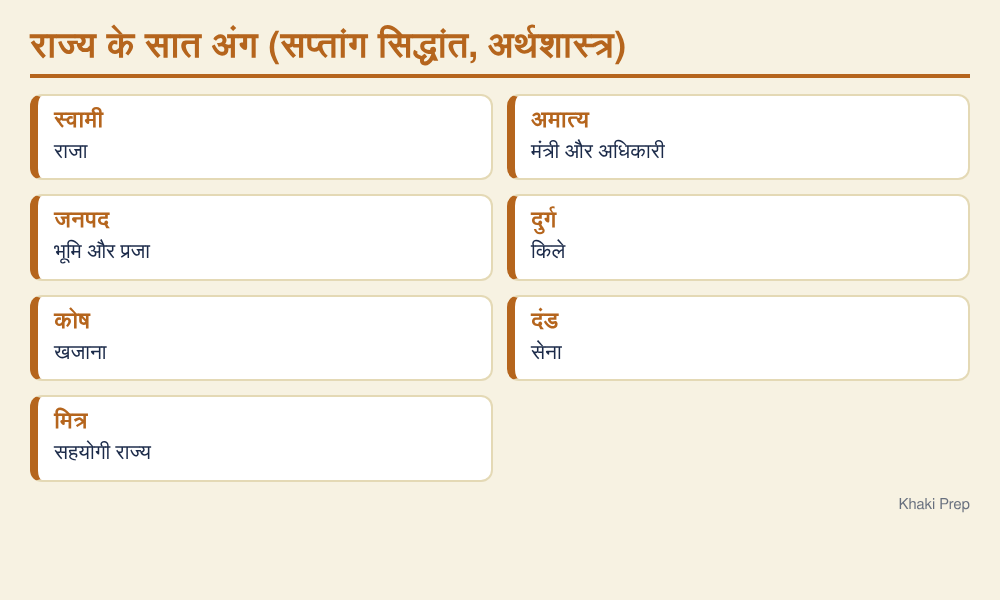 राज्य के सात अंग (सप्तांग सिद्धांत, अर्थशास्त्र)
स्वामी
राजा
अमात्य
मंत्री और अधिकारी
जनपद
भूमि और प्रजा
दुर्ग
किले
कोष
खजाना
दंड
सेना
मित्र
सहयोगी राज्य
Khaki Prep